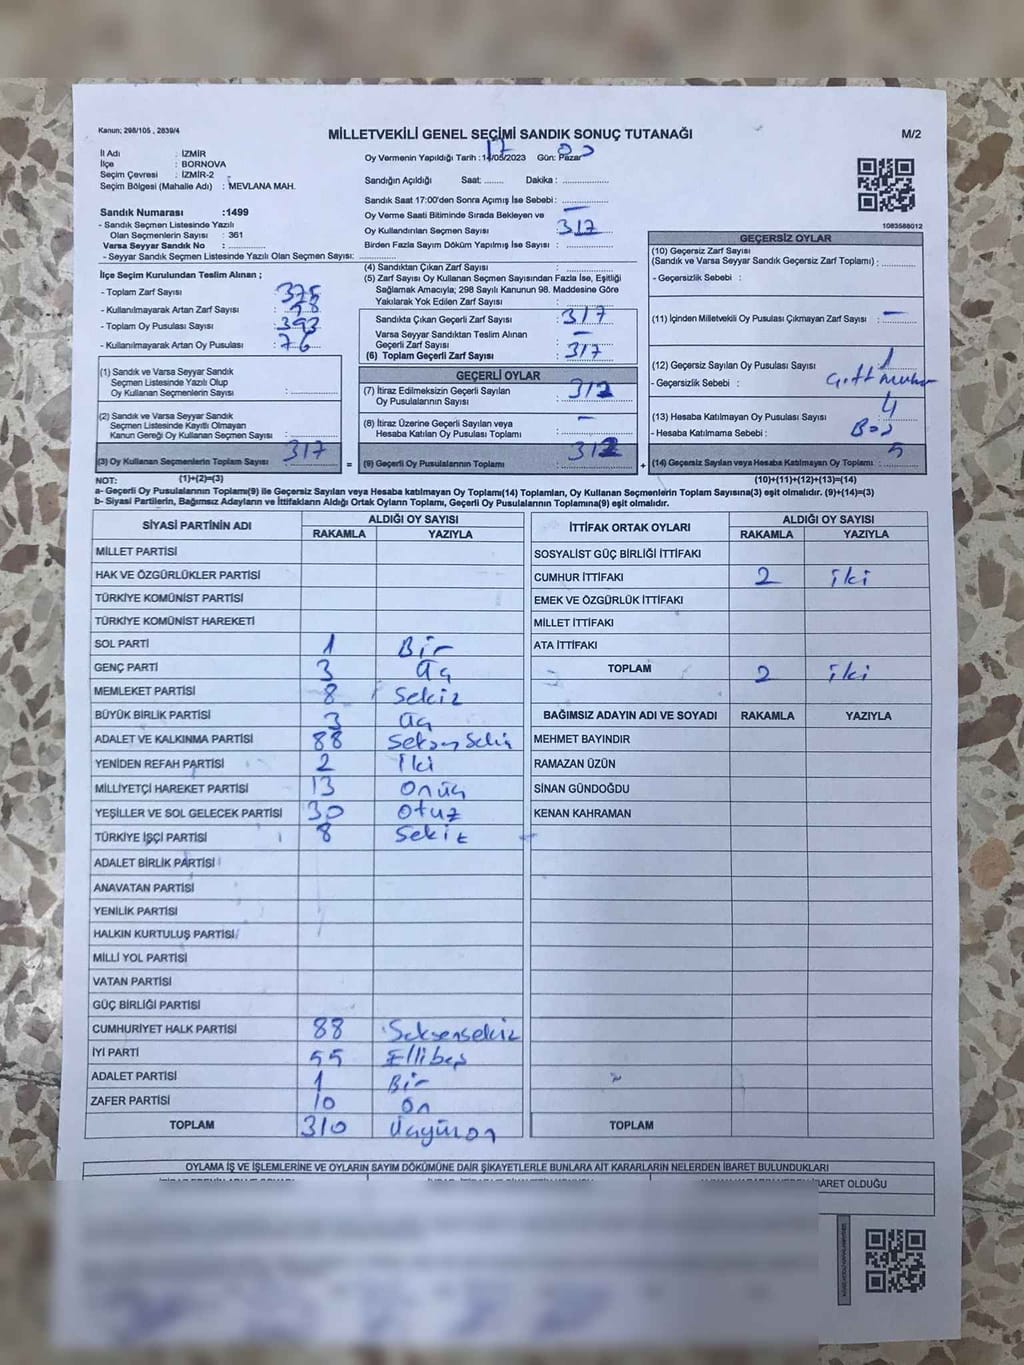 Kanun; 298/105 , 2839/4
MİLLETVEKİLİ GENEL SEÇİMİ SANDIK SONUÇ TUTANAĞI
M/2
İl Adı : İZMİR
İlçe : BORNOVA
Seçim Çevresi : İZMİR-2
Seçim Bölgesi (Mahalle Adı) : MEVLANA MAH.
Sandık Numarası :1499
- Sandık Seçmen Listesinde Yazılı
Olan Seçmenlerin Sayısı : 361
Varsa Seyyar Sandık No :
- Seyyar Sandık Seçmen Listesinde Yazılı Olan Seçmen Sayısı:
İlçe Seçim Kurulundan Teslim Alınan ;
- Toplam Zarf Sayısı : 375
- Kullanılmayarak Artan Zarf Sayısı :
- Toplam Oy Pusulası Sayısı : 393
- Kullanılmayarak Artan Oy Pusulası : 76
(1) Sandık ve Varsa Seyyar Sandık
Seçmen Listesinde Yazılı Olup
Oy Kullanan Seçmenlerin Sayısı :
(2) Sandık ve Varsa Seyyar Sandık
Seçmen Listesinde Kayıtlı Olmayan
Kanun Gereği Oy Kullanan Seçmen Sayısı :
(3) Oy Kullanan Seçmenlerin Toplam Sayısı : 317
Oy Vermenin Yapıldığı Tarih : 14/05/2023 Gün: Pazar
17 00
Sandığın Açıldığı Saat: Dakika :
Sandık Saat 17:00'den Sonra Açımış İse Sebebi :
Oy Verme Saati Bitiminde Sırada Bekleyen ve
Oy Kullandırılan Seçmen Sayısı : 317
Birden Fazla Sayım Döküm Yapılmış İse Sayısı :
(4) Sandıktan Çıkan Zarf Sayısı :
(5) Zarf Sayısı Oy Kullanan Seçmen Sayısından Fazla İse, Eşitliği
Sağlamak Amacıyla; 298 Sayılı Kanunun 98. Maddesine Göre
Yakılarak Yok Edilen Zarf Sayısı :
Sandıkta Çıkan Geçerli Zarf Sayısı : 317
Varsa Seyyar Sandıktan Teslim Alınan
Geçerli Zarf Sayısı : -
(6) Toplam Geçerli Zarf Sayısı : 317
GEÇERLİ OYLAR
(7) İtiraz Edilmeksizin Geçerli Sayılan
Oy Pusulalarının Sayısı : 312
(8) İtiraz Üzerine Geçerli Sayılan veya
Hesaba Katılan Oy Pusulası Toplamı : -
= (9) Geçerli Oy Pusulalarının Toplamı : 312
1083588012
GEÇERSİZ OYLAR
(10) Geçersiz Zarf Sayısı
(Sandık ve Varsa Seyyar Sandık Geçersiz Zarf Toplamı) :
- Geçersizlik Sebebi :
(11) İçinden Milletvekili Oy Pusulası Çıkmayan Zarf Sayısı : -
(12) Geçersiz Sayılan Oy Pusulası Sayısı : 1
- Geçersizlik Sebebi :
(13) Hesaba Katılmayan Oy Pusulası Sayısı : 4
- Hesaba Katılmama Sebebi : Boş
+ (14) Geçersiz Sayılan veya Hesaba Katılmayan Oy Toplamı : 5
NOT: (1)+(2)=(3)
(10)+(11)+(12)+(13)=(14)
a- Geçerli Oy Pusulalarının Toplamı(9) ile Geçersiz Sayılan veya Hesaba katılmayan Oy Toplamı(14) Toplamları, Oy Kullanan Seçmenlerin Toplam Sayısına(3) eşit olmalıdır. (9)+(14)=(3)
b- Siyasi Partilerin, Bağımsız Adayların ve İttifakların Aldığı Ortak Oyların Toplamı, Geçerli Oy Pusulalarının Toplamına(9) eşit olmalıdır.
SİYASİ PARTİNİN ADI ALDIĞI OY SAYISI
RAKAMLA YAZIYLA
MİLLET PARTİSİ
HAK VE ÖZGÜRLÜKLER PARTİSİ
TÜRKİYE KOMÜNİST PARTİSİ
TÜRKİYE KOMÜNİST HAREKETİ
SOL PARTİ 1 Bir
GENÇ PARTİ 3 Üç
MEMLEKET PARTİSİ 8 Sekiz
BÜYÜK BİRLİK PARTİSİ 3 Üç
ADALET VE KALKINMA PARTİSİ 88 Seksen Sekiz
YENİDEN REFAH PARTİSİ 2 İki
MİLLİYETÇİ HAREKET PARTİSİ 13 Onüç
YEŞİLLER VE SOL GELECEK PARTİSİ 30 Otuz
TÜRKİYE İŞÇİ PARTİSİ 8 Sekiz
ADALET BİRLİK PARTİSİ
ANAVATAN PARTİSİ
YENİLİK PARTİSİ
HALKIN KURTULUŞ PARTİSİ
MİLLİ YOL PARTİSİ
VATAN PARTİSİ
GÜÇ BİRLİĞİ PARTİSİ
CUMHURİYET HALK PARTİSİ 88 Seksensekiz
İYİ PARTİ 55 Ellibeş
ADALET PARTİSİ 1 Bir
ZAFER PARTİSİ 10 On
TOPLAM 310 Üçyüzon
İTTİFAK ORTAK OYLARI ALDIĞI OY SAYISI
RAKAMLA YAZIYLA
SOSYALİST GÜÇ BİRLİĞİ İTTİFAKI
CUMHUR İTTİFAKI 2 iki
EMEK VE ÖZGÜRLÜK İTTİFAKI
MİLLET İTTİFAKI
ATA İTTİFAKI
TOPLAM 2 iki
BAĞIMSIZ ADAYIN ADI VE SOYADI RAKAMLA YAZIYLA
MEHMET BAYINDIR
RAMAZAN ÜZÜN
SİNAN GÜNDOĞDU
KENAN KAHRAMAN
TOPLAM
OYLAMA İŞ VE İŞLEMLERİNE VE OYLARIN SAYIM DÖKÜMÜNE DAİR ŞİKAYETLERLE BUNLARA AİT KARARLARIN NELERDEN İBARET BULUNDUKLARI
İBARET OLDUĞU